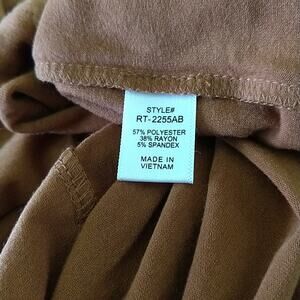 STYLE#
RT-2255AB
57% POLYESTER
38% RAYON
5% SPANDEX
MADE IN
VIETNAM